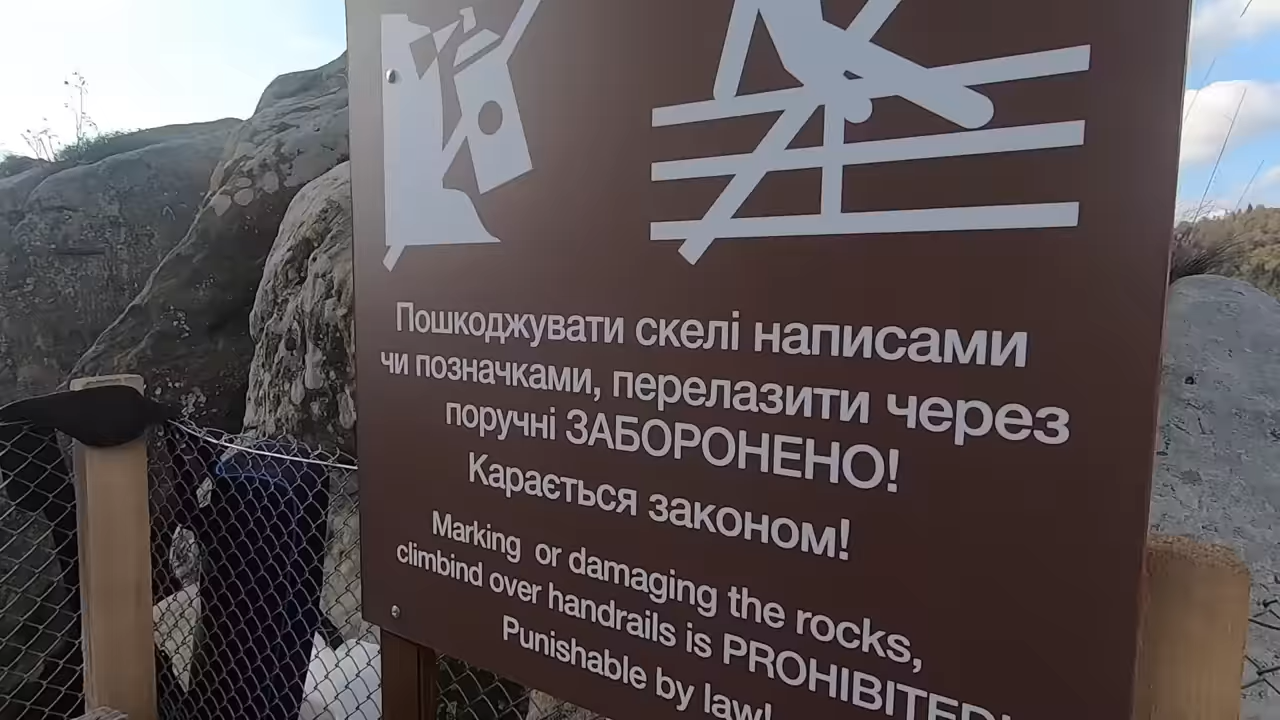 Пошкоджувати скелі написами
чи позначками, перелазити через
поручні ЗАБОРОНЕНО!
Карається законом!
Marking or damaging the rocks,
climbind over handrails is PROHIBITED!
Punishable by law!